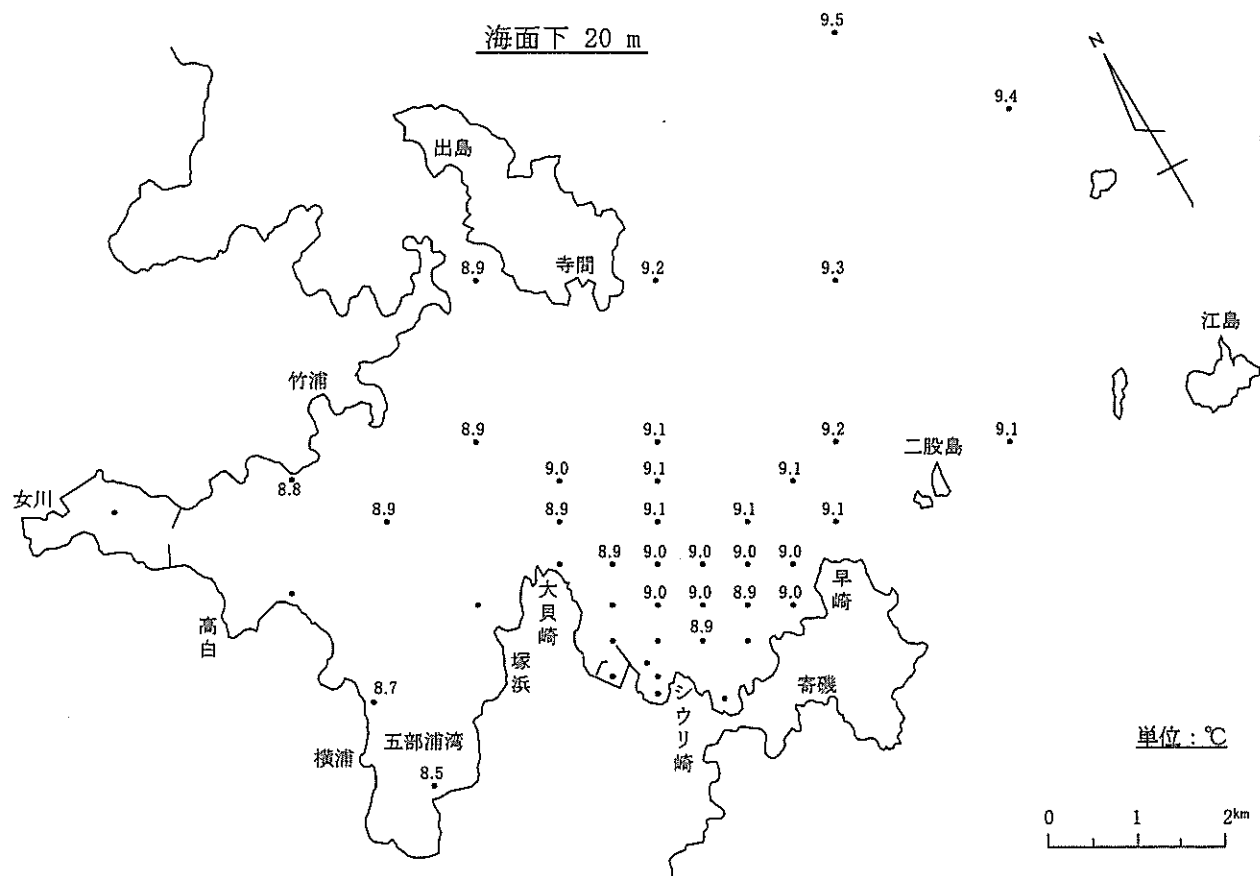 海面下 20 m
9.5
N
9.4
出島
寺間
8.9
9.2
9.3
江島
竹浦
8.9
9.1
9.2
9.1
二股島
9.0
9.1
9.1
女川
8.8
8.9
8.9
9.1
9.1
9.1
8.9
9.0
9.0
9.0
9.0
大貝崎
早崎
9.0
9.0
8.9
9.0
高白
8.9
塚浜
シウリ崎
寄磯
8.7
五部浦湾
横浦
8.5
単位：℃
0 1 2km